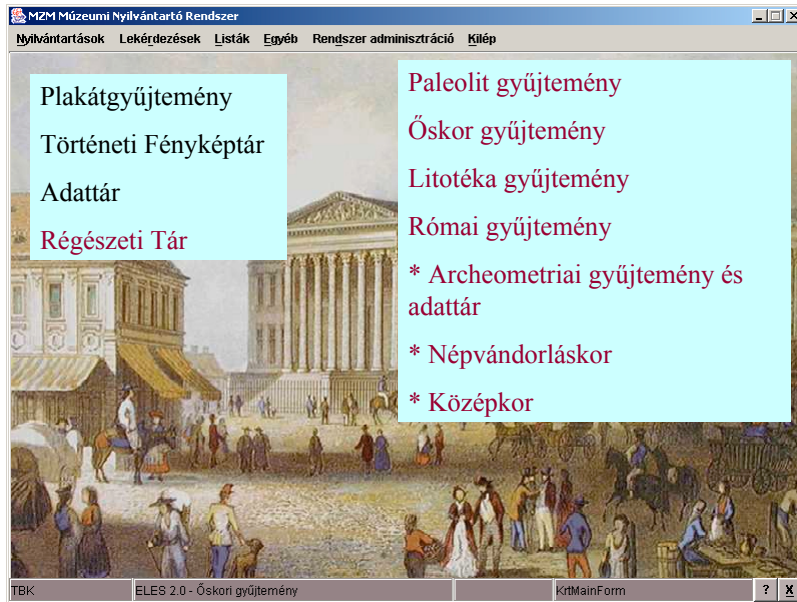 MZM Múzeumi Nyilvántartó Rendszer
Nyilvántartások Lekérdezések Listák Egyéb Rendszer adminisztráció Kilép
Plakátgyűjtemény
Történeti Fényképtár
Adattár
Régészeti Tár
Paleolit gyűjtemény
Őskor gyűjtemény
Litotéka gyűjtemény
Római gyűjtemény
* Archeometriai gyűjtemény és
adattár
* Népvándorláskor
* Középkor
TBK ELES 2.0 - Őskori gyűjtemény KrtMainForm ? X